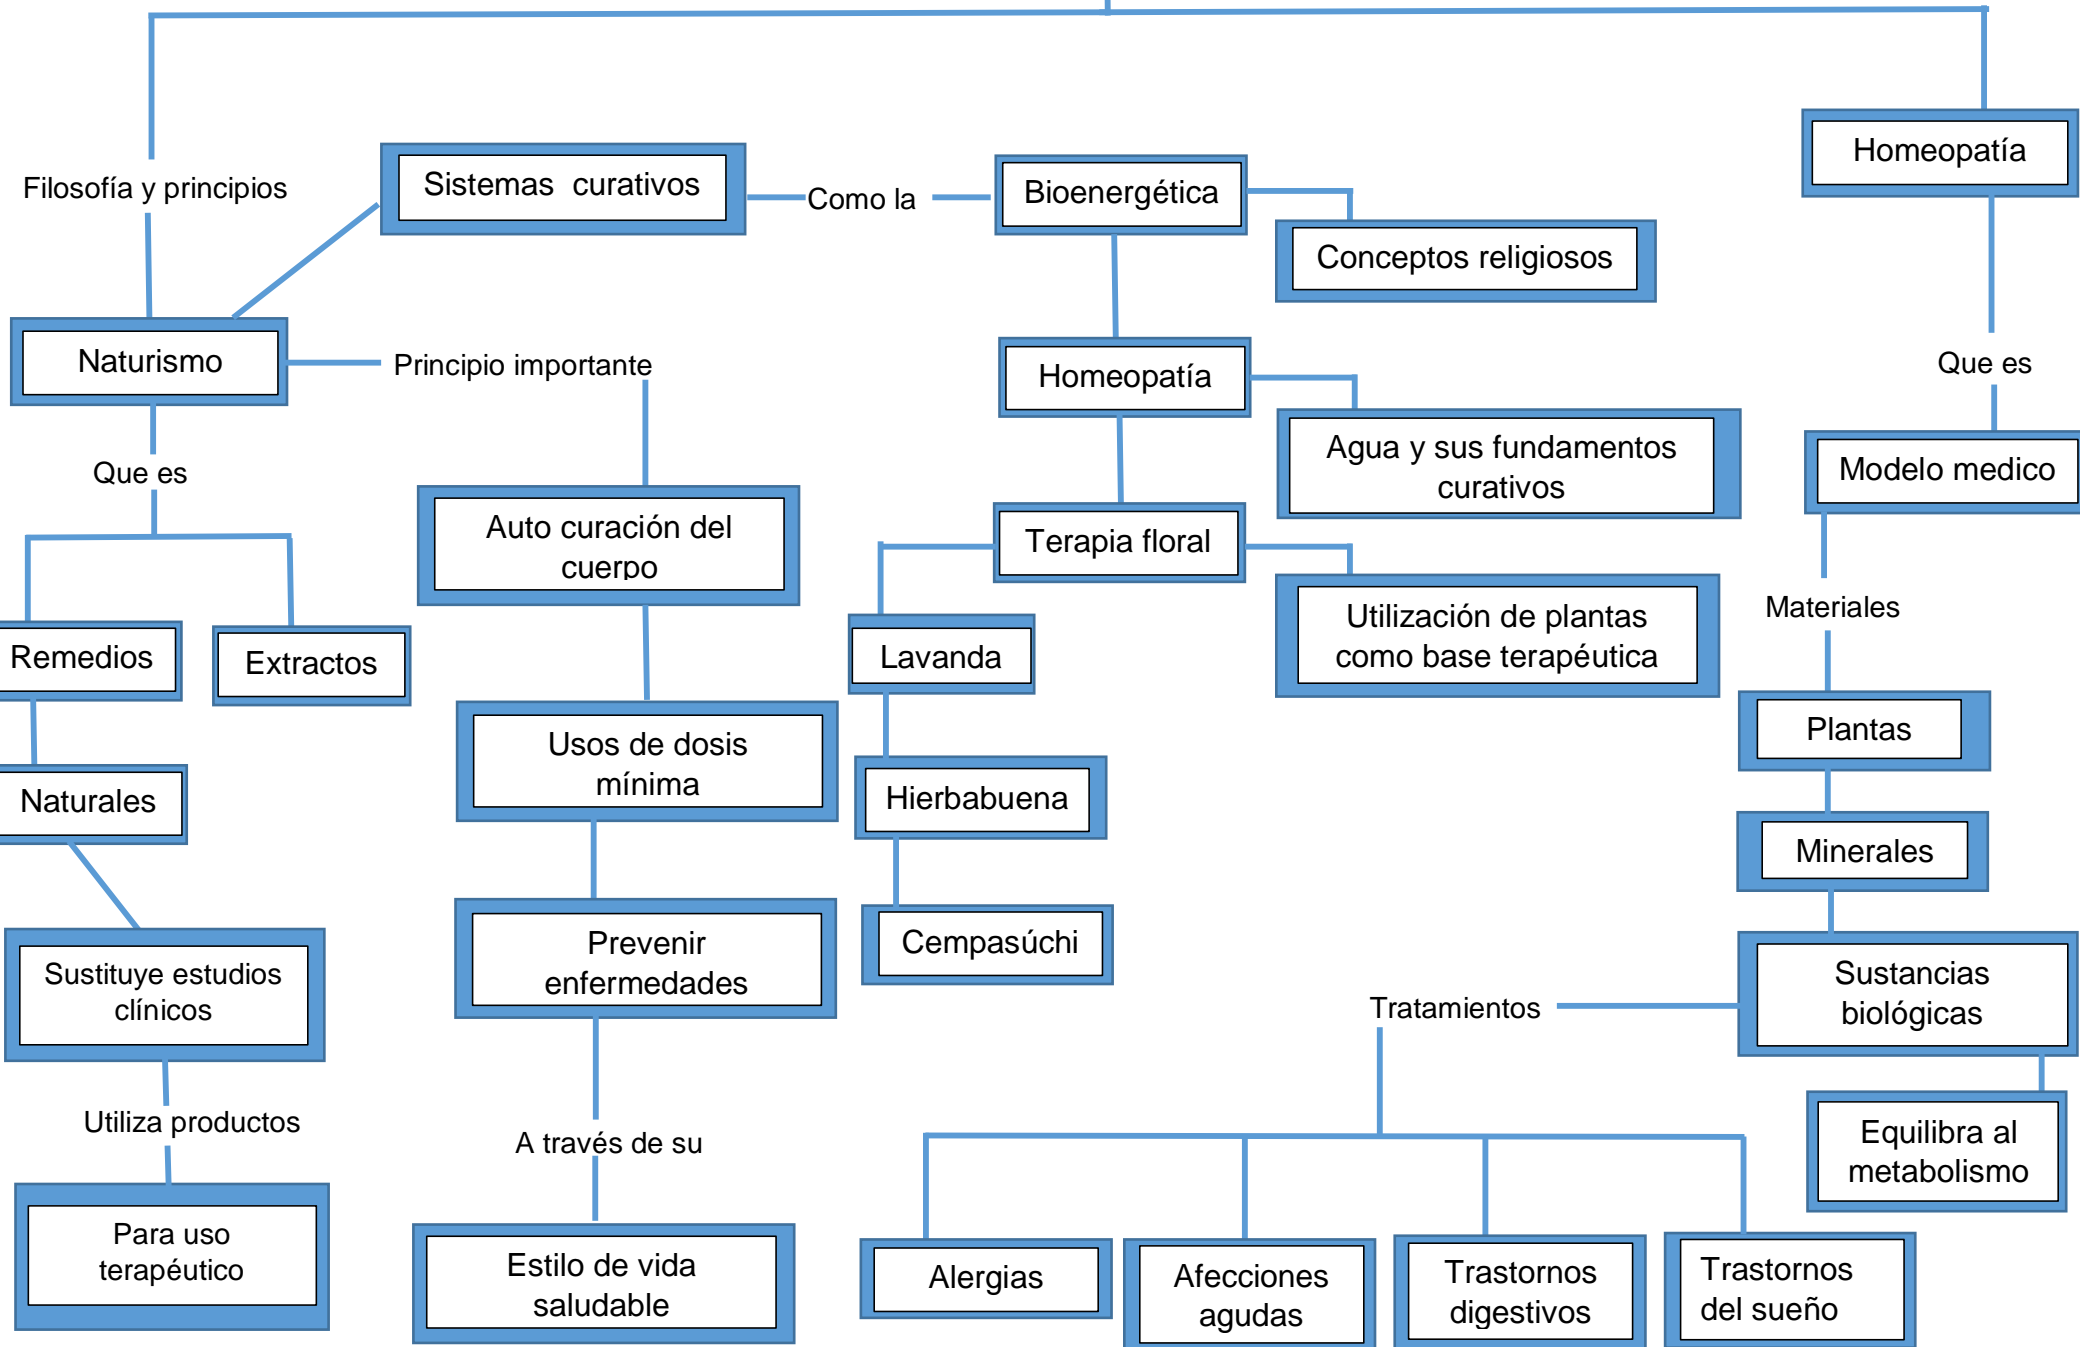 Homeopatía
Sistemas curativos
Filosofía y principios
Como la
Bioenergética
Conceptos religiosos
Naturismo
Principio importante
Homeopatía
Que es
Agua y sus fundamentos
curativos
Modelo medico
Que es
Auto curación del
cuerpo
Terapia floral
Utilización de plantas
como base terapéutica
Materiales
Remedios
Extractos
Lavanda
Plantas
Usos de dosis
mínima
Naturales
Hierbabuena
Minerales
Prevenir
enfermedades
Cempasúchi
Sustituye estudios
clínicos
Sustancias
biológicas
Tratamientos
Utiliza productos
A través de su
Equilibra al
metabolismo
Para uso
terapéutico
Estilo de vida
saludable
Alergias
Afecciones
agudas
Trastornos
digestivos
Trastornos
del sueño